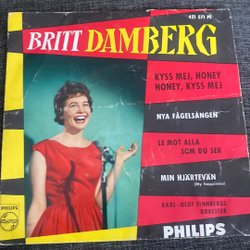 421 571 PE
BRITT DAMBERG
KYSS MEJ, HONEY
HONEY, KYSS MEJ
NYA FÅGELSÅNGEN
LE MOT ALLA
SOM DU SER
MIN HJÄRTEVÄN
(My happiness)
KARL-OLOF FINNBERGS
ORKESTER
PHILIPS
PHILIPS